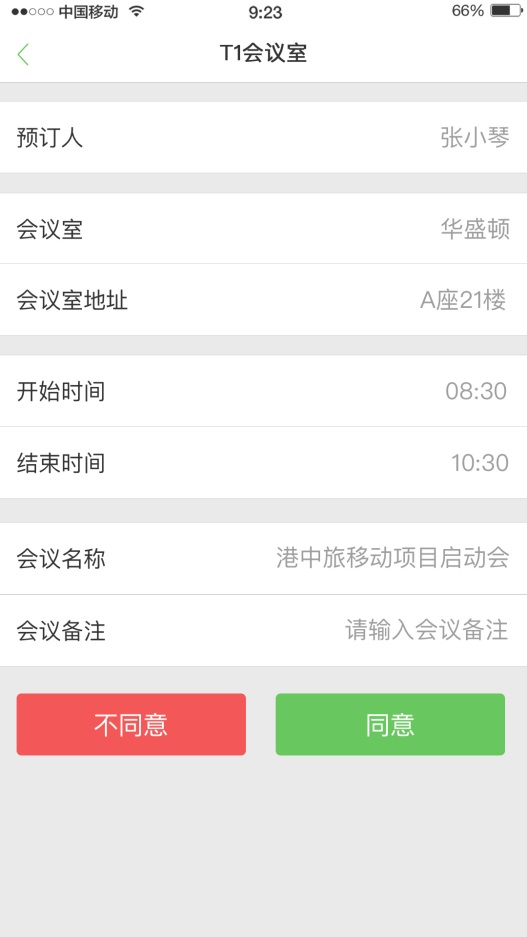 中国移动 9:23 66%
T1会议室
预订人 张小琴
会议室 华盛顿
会议室地址 A座21楼
开始时间 08:30
结束时间 10:30
会议名称 港中旅移动项目启动会
会议备注 请输入会议备注
不同意 同意